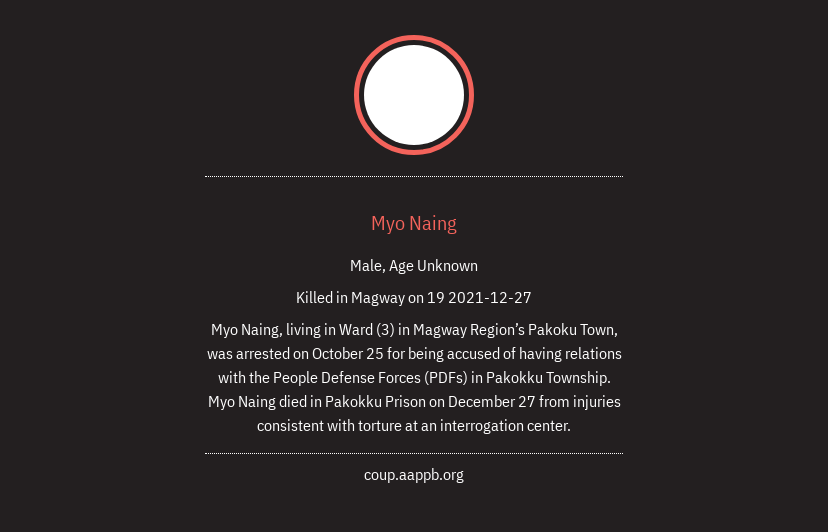 Myo Naing
Male, Age Unknown
Killed in Magway on 19 2021-12-27
Myo Naing, living in Ward (3) in Magway Region’s Pakoku Town,
was arrested on October 25 for being accused of having relations
with the People Defense Forces (PDFs) in Pakokku Township.
Myo Naing died in Pakokku Prison on December 27 from injuries
consistent with torture at an interrogation center.
coup.aappb.org